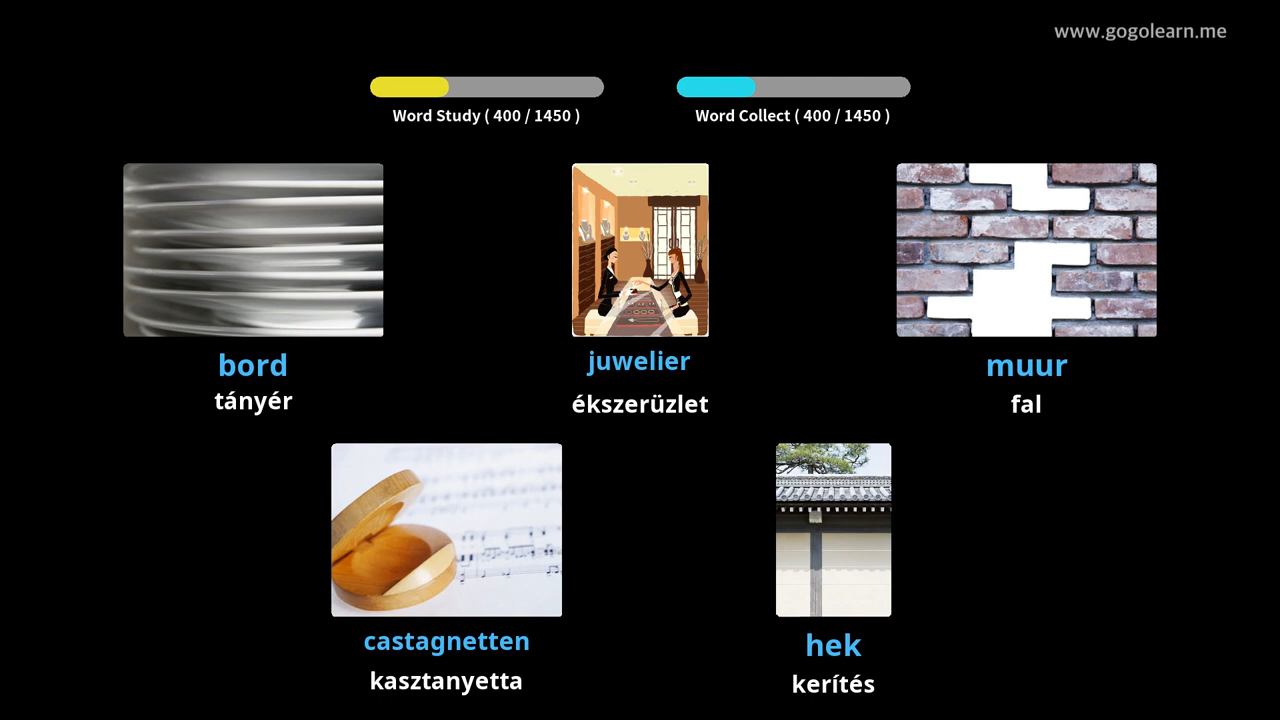 www.gogolearn.me
Word Study ( 400 / 1450 )
Word Collect ( 400 / 1450 )
bord
tányér
juwelier
ékszerüzlet
muur
fal
castagnetten
kasztanyetta
hek
kerítés